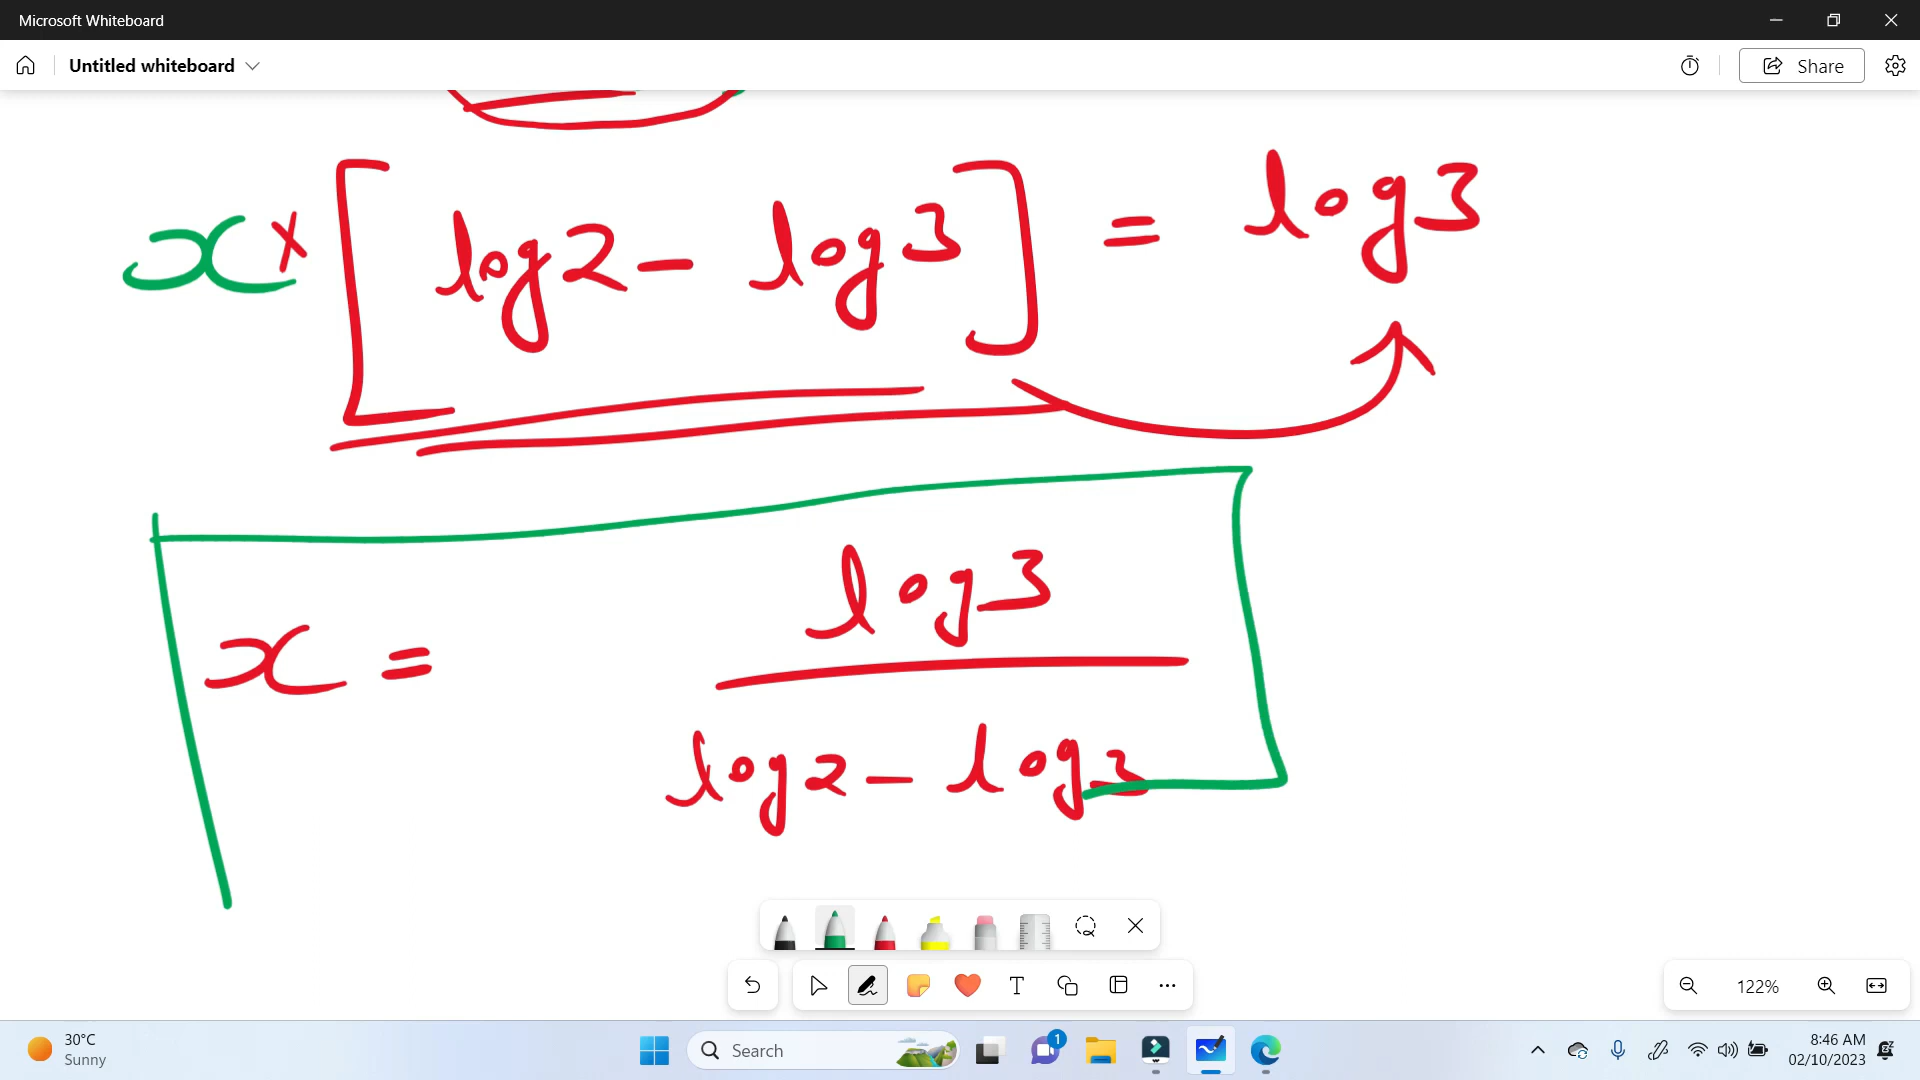 Microsoft Whiteboard
Untitled whiteboard
Share
x × [ log2 - log3 ] = log3
x = log3
log2 - log3
122%
30°C
Sunny
Search
1
8:46 AM
02/10/2023